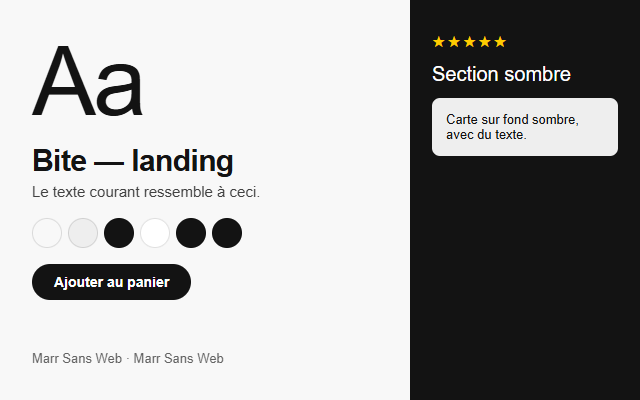 Aa
Bite — landing
Le texte courant ressemble à ceci.
Ajouter au panier
Marr Sans Web · Marr Sans Web
★★★★★
Section sombre
Carte sur fond sombre,
avec du texte.